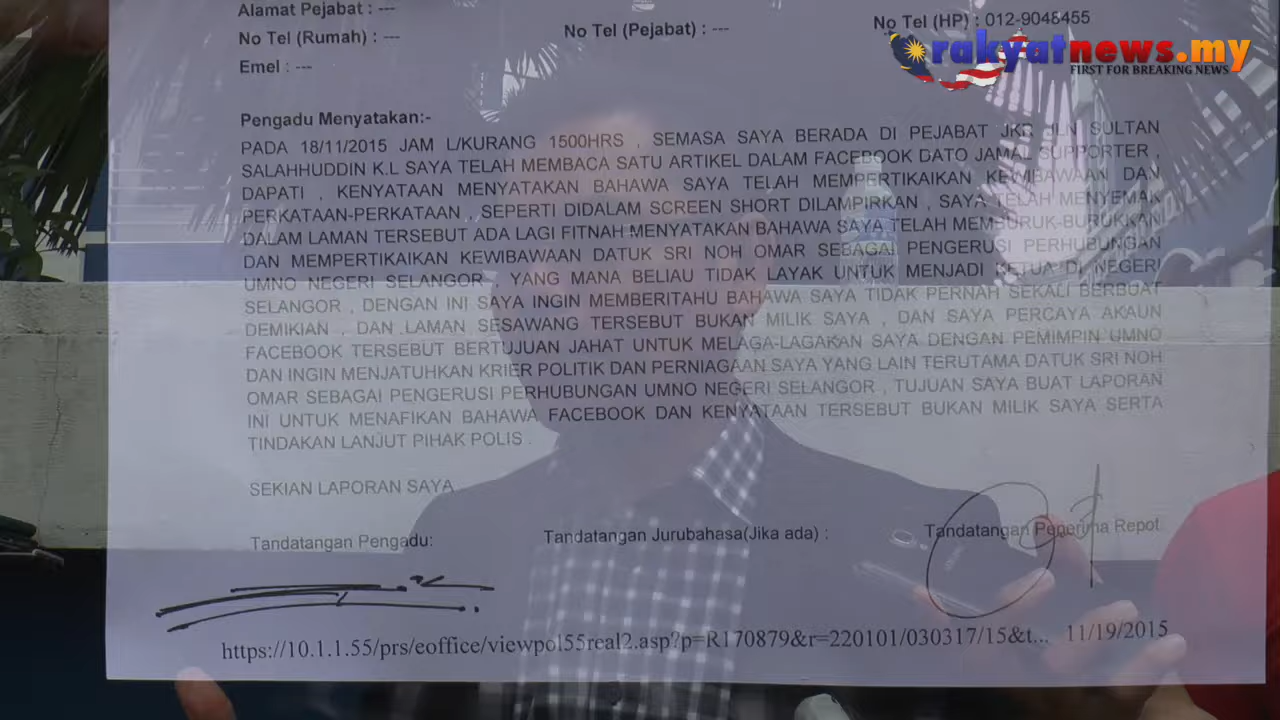 Alamat Pejabat : ---
No Tel (Rumah) : ---
No Tel (Pejabat) : ---
No Tel (HP) : 012-9048455
Emel : ---
rakyatnews.my
FIRST FOR BREAKING NEWS
Pengadu Menyatakan:-
PADA 18/11/2015 JAM L/KURANG 1500HRS , SEMASA SAYA BERADA DI PEJABAT JKR JLN SULTAN
SALAHHUDDIN K.L SAYA TELAH MEMBACA SATU ARTIKEL DALAM FACEBOOK DATO JAMAL SUPPORTER ,
DAPATI , KENYATAAN MENYATAKAN BAHAWA SAYA TELAH MEMPERTIKAIKAN KEWIBAWAAN DAN
PERKATAAN-PERKATAAN , SEPERTI DIDALAM SCREEN SHORT DILAMPIRKAN , SAYA TELAH MENYEMAK
DALAM LAMAN TERSEBUT ADA LAGI FITNAH MENYATAKAN BAHAWA SAYA TELAH MEMBURUK-BURUKKAN
DAN MEMPERTIKAIKAN KEWIBAWAAN DATUK SRI NOH OMAR SEBAGAI PENGERUSI PERHUBUNGAN
UMNO NEGERI SELANGOR , YANG MANA BELIAU TIDAK LAYAK UNTUK MENJADI KETUA DI NEGERI
SELANGOR , DENGAN INI SAYA INGIN MEMBERITAHU BAHAWA SAYA TIDAK PERNAH SEKALI BERBUAT
DEMIKIAN , DAN LAMAN SESAWANG TERSEBUT BUKAN MILIK SAYA , DAN SAYA PERCAYA AKAUN
FACEBOOK TERSEBUT BERTUJUAN JAHAT UNTUK MELAGA-LAGAKAN SAYA DENGAN PEMIMPIN UMNO
DAN INGIN MENJATUHKAN KRIER POLITIK DAN PERNIAGAAN SAYA YANG LAIN TERUTAMA DATUK SRI NOH
OMAR SEBAGAI PENGERUSI PERHUBUNGAN UMNO NEGERI SELANGOR , TUJUAN SAYA BUAT LAPORAN
INI UNTUK MENAFIKAN BAHAWA FACEBOOK DAN KENYATAAN TERSEBUT BUKAN MILIK SAYA SERTA
TINDAKAN LANJUT PIHAK POLIS .
SEKIAN LAPORAN SAYA
Tandatangan Pengadu:
Tandatangan Jurubahasa(Jika ada) :
Tandatangan Penerima Repot
https://10.1.1.55/prs/eoffice/viewpol55real2.asp?p=R170879&r=220101/030317/15&t... 11/19/2015